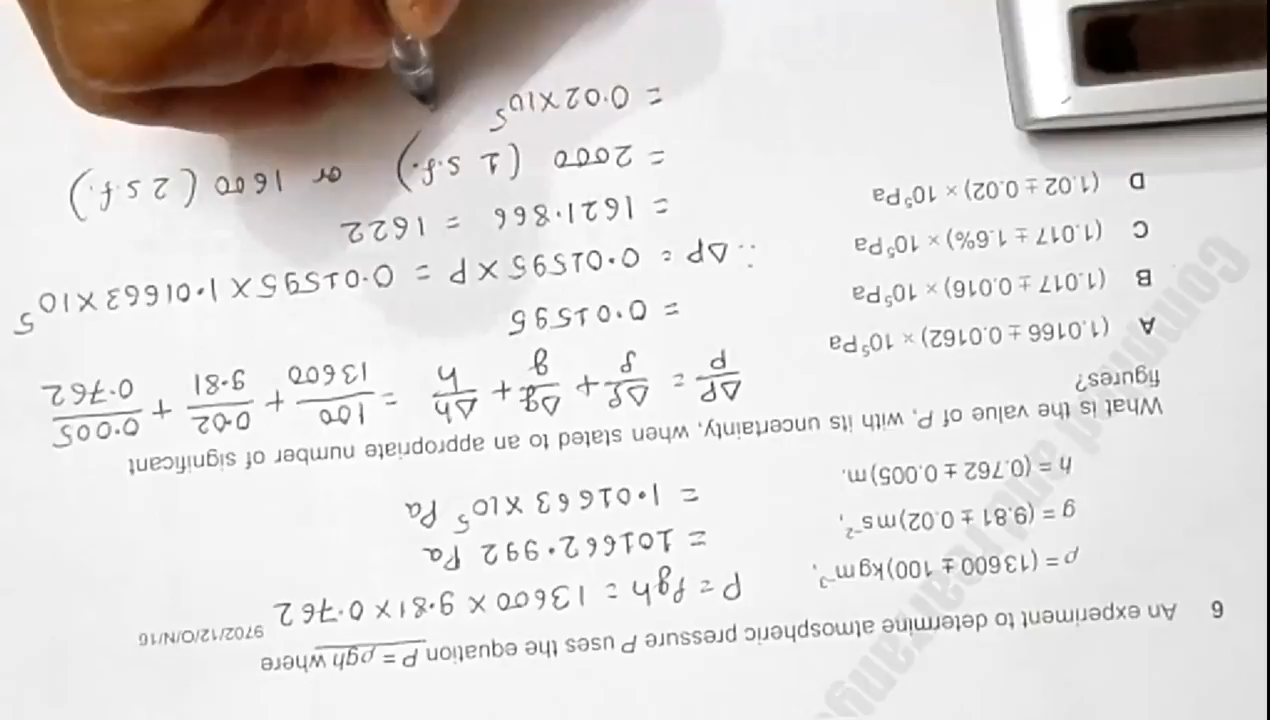 6 An experiment to determine atmospheric pressure P uses the equation P = ρgh where
9702/12/O/N/16
ρ = (13600 ± 100) kg m⁻³,
g = (9.81 ± 0.02) m s⁻²,
h = (0.762 ± 0.005) m.
P = ρgh = 13600 × 9.81 × 0.762
= 101662.992 Pa
= 1.01663 × 10⁵ Pa
What is the value of P, with its uncertainty, when stated to an appropriate number of significant
figures?
A (1.0166 ± 0.0162) × 10⁵ Pa
B (1.017 ± 0.016) × 10⁵ Pa
C (1.017 ± 1.6%) × 10⁵ Pa
D (1.02 ± 0.02) × 10⁵ Pa
ΔP/P = Δρ/ρ + Δg/g + Δh/h = 100/13600 + 0.02/9.81 + 0.005/0.762
= 0.01595
∴ ΔP = 0.01595 × P = 0.01595 × 1.01663 × 10⁵
= 1621.866 = 1622
= 2000 (1 s.f.) or 1600 (2 s.f.)
= 0.02 × 10⁵